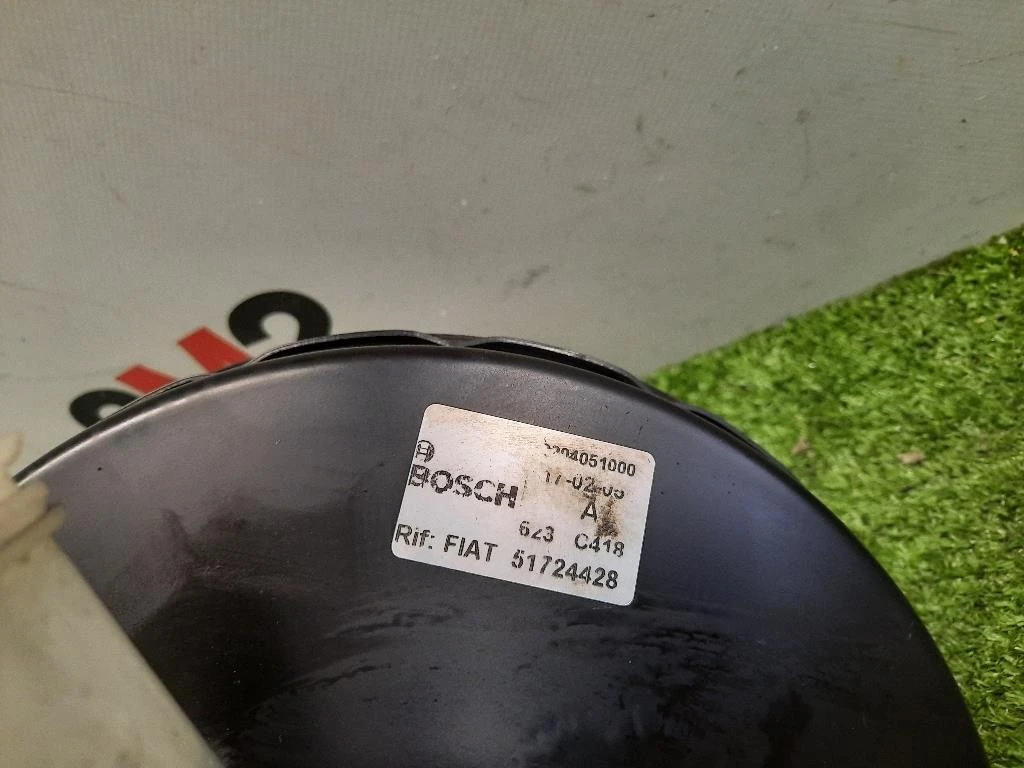 BOSCH
17-02-05
A
623 C418
Rif: FIAT 51724428